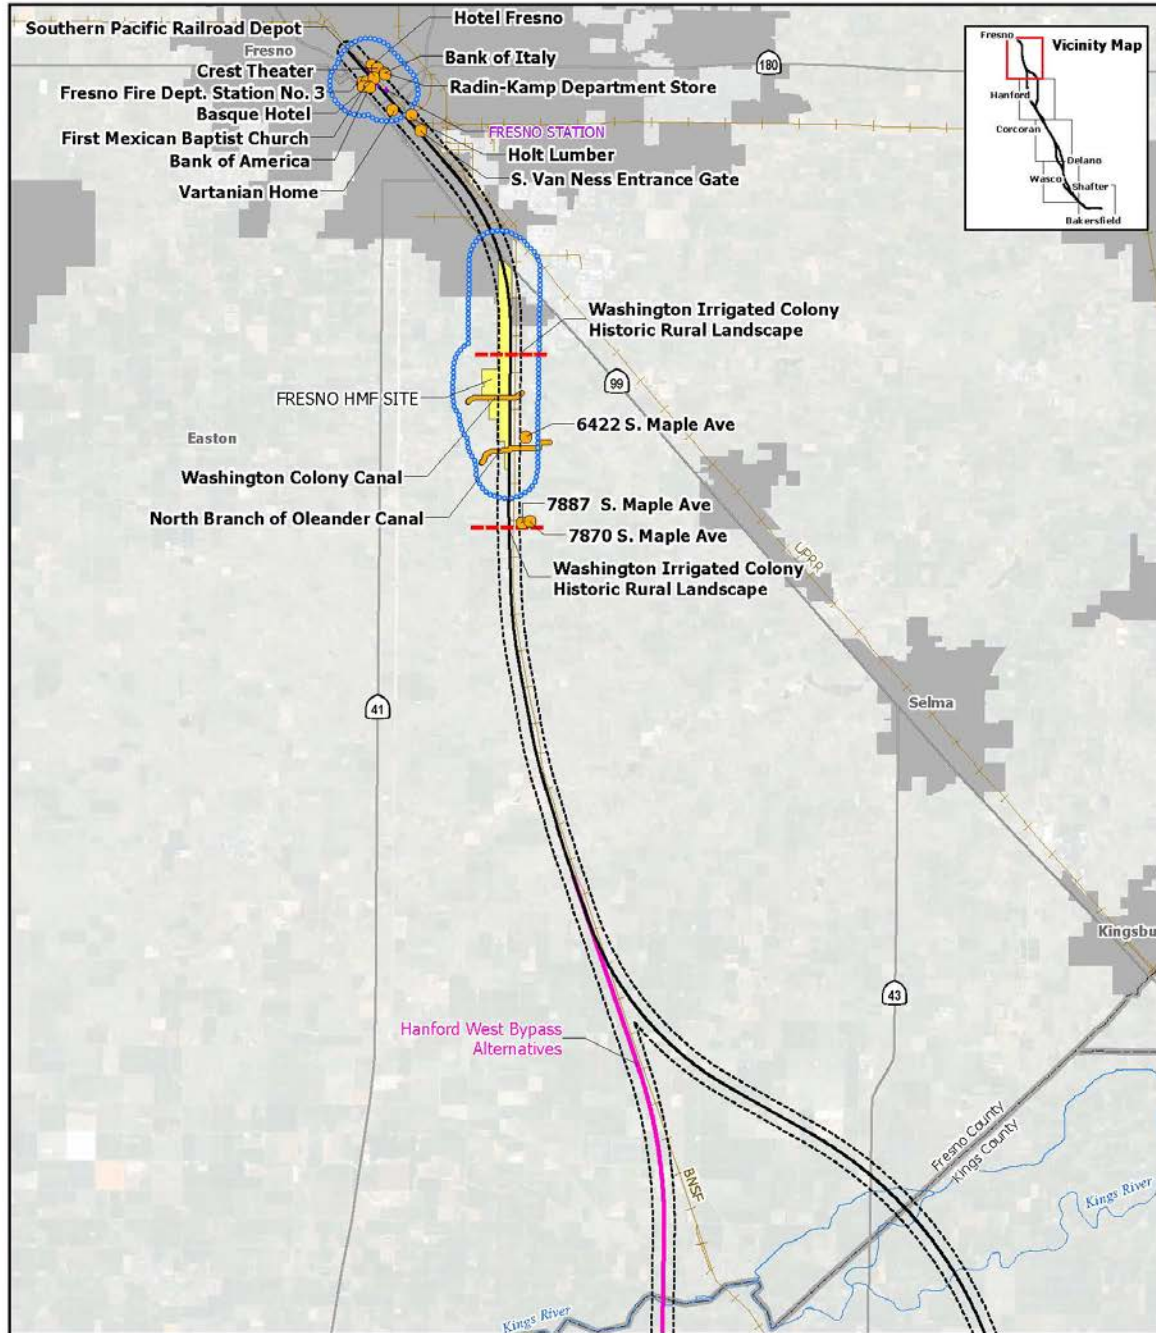 Hotel Fresno
Southern Pacific Railroad Depot
Fresno
Bank of Italy
Crest Theater
Radin-Kamp Department Store
Fresno Fire Dept. Station No. 3
Basque Hotel
FRESNO STATION
First Mexican Baptist Church
Holt Lumber
Bank of America
S. Van Ness Entrance Gate
Vartanian Home
180
Vicinity Map
Fresno
Hanford
Corcoran
Delano
Wasco
Shafter
Bakersfield
Washington Irrigated Colony
Historic Rural Landscape
99
FRESNO HMF SITE
6422 S. Maple Ave
Easton
Washington Colony Canal
7887 S. Maple Ave
North Branch of Oleander Canal
7870 S. Maple Ave
UPRR
Washington Irrigated Colony
Historic Rural Landscape
41
Selma
Kingsbu
43
Hanford West Bypass
Alternatives
Fresno County
Kings County
BNSF
Kings River
Kings River